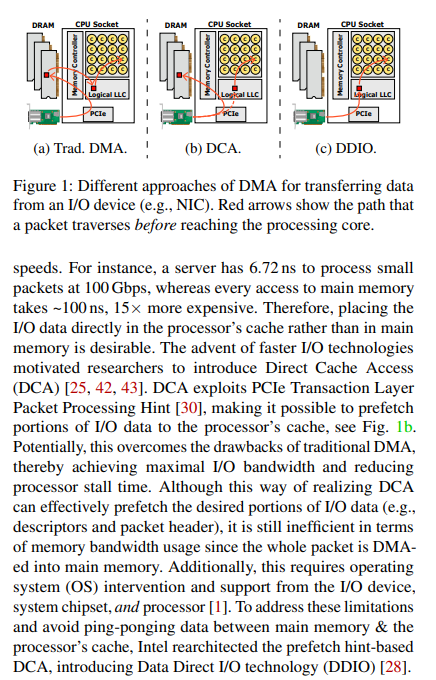 DRAM CPU Socket DRAM CPU Socket DRAM CPU Socket
Memory Controller Memory Controller Memory Controller
C C C C C C C C C C C C
C C C C C C C C C C C C
C C C C C C C C C C C C
C C C C C C C C C C C C
Logical LLC Logical LLC Logical LLC
PCIe PCIe PCIe
(a) Trad. DMA. (b) DCA. (c) DDIO.
Figure 1: Different approaches of DMA for transferring data
from an I/O device (e.g., NIC). Red arrows show the path that
a packet traverses before reaching the processing core.
speeds. For instance, a server has 6.72 ns to process small
packets at 100 Gbps, whereas every access to main memory
takes ~100 ns, 15× more expensive. Therefore, placing the
I/O data directly in the processor's cache rather than in main
memory is desirable. The advent of faster I/O technologies
motivated researchers to introduce Direct Cache Access
(DCA) [25, 42, 43]. DCA exploits PCIe Transaction Layer
Packet Processing Hint [30], making it possible to prefetch
portions of I/O data to the processor's cache, see Fig. 1b.
Potentially, this overcomes the drawbacks of traditional DMA,
thereby achieving maximal I/O bandwidth and reducing
processor stall time. Although this way of realizing DCA
can effectively prefetch the desired portions of I/O data (e.g.,
descriptors and packet header), it is still inefficient in terms
of memory bandwidth usage since the whole packet is DMA-
ed into main memory. Additionally, this requires operating
system (OS) intervention and support from the I/O device,
system chipset, and processor [1]. To address these limitations
and avoid ping-ponging data between main memory & the
processor's cache, Intel rearchitected the prefetch hint-based
DCA, introducing Data Direct I/O technology (DDIO) [28].